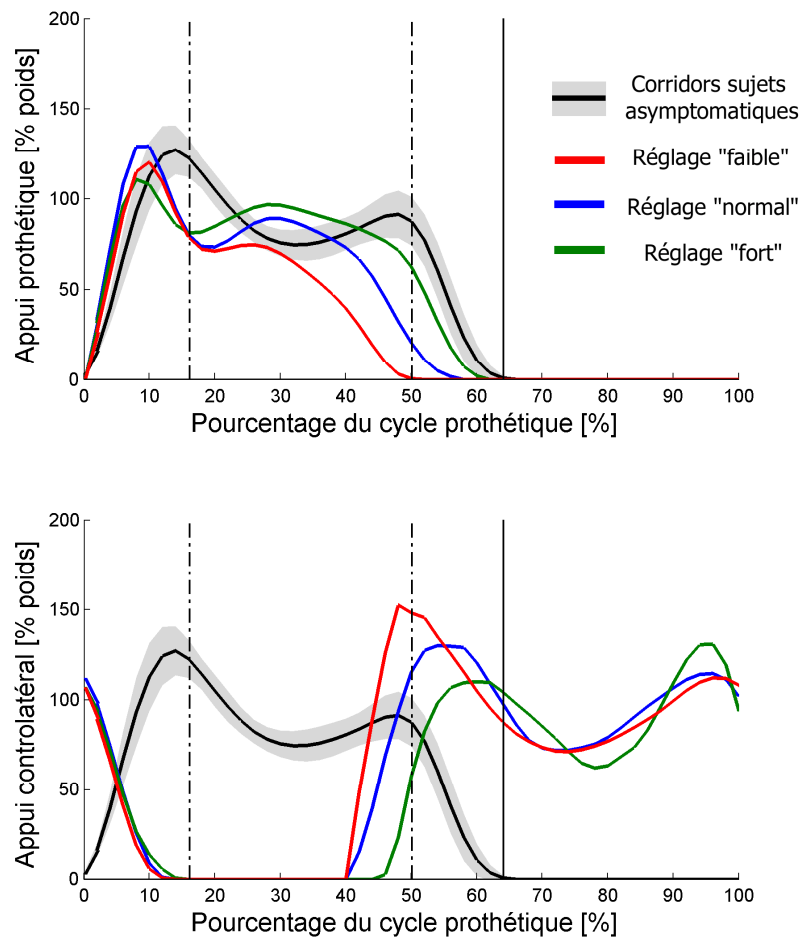 200
150
100
50
0
Appui prothétique [% poids]
0 10 20 30 40 50 60 70 80 90 100
Pourcentage du cycle prothétique [%]
Corridors sujets
asymptomatiques
Réglage "faible"
Réglage "normal"
Réglage "fort"
200
150
100
50
0
Appui controlatéral [% poids]
0 10 20 30 40 50 60 70 80 90 100
Pourcentage du cycle prothétique [%]